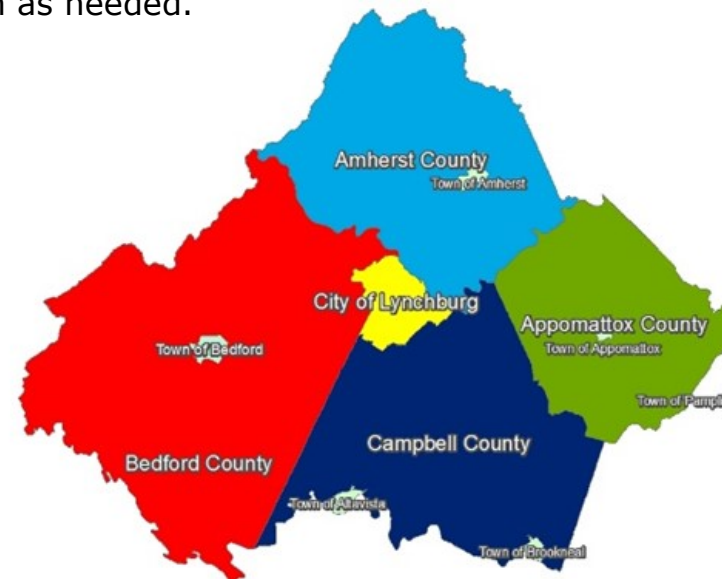 as needed.
Amherst County
Town of Amherst
City of Lynchburg
Appomattox County
Town of Appomattox
Town of Bedford
Town of
Campbell County
Bedford County
Town of Altavista
Town of Brookneal